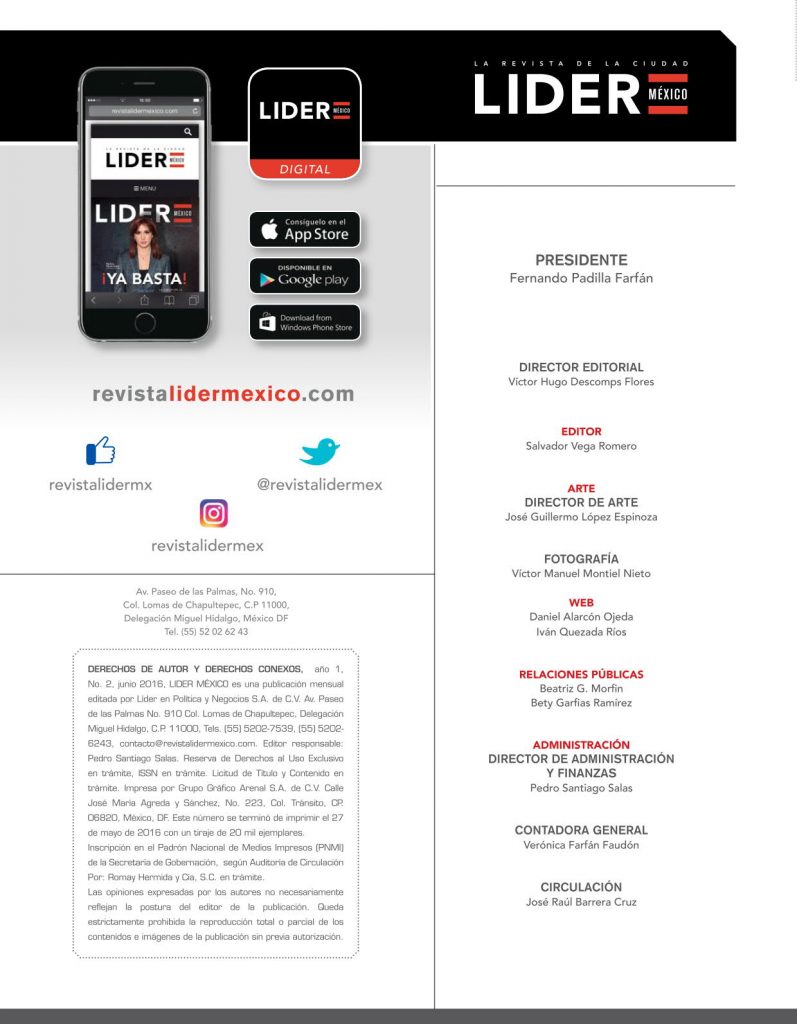 LA REVISTA DE LA CIUDAD
LIDER MÉXICO
16:20
revistalidermexico.com
LA REVISTA DE LA CIUDAD
LIDER MÉXICO
MENU
LIDER MÉXICO
¡YA BASTA!
LIDER MÉXICO
DIGITAL
Consíguelo en el
App Store
DISPONIBLE EN
Google play
Download from
Windows Phone Store
revistalidermexico.com
revistalidermx
@revistalidermex
revistalidermex
Av. Paseo de las Palmas, No. 910,
Col. Lomas de Chapultepec, C.P 11000,
Delegación Miguel Hidalgo, México DF
Tel. (55) 52 02 62 43
DERECHOS DE AUTOR Y DERECHOS CONEXOS, año 1,
No. 2, junio 2016, LIDER MÉXICO es una publicación mensual
editada por Líder en Política y Negocios S.A. de C.V. Av. Paseo
de las Palmas No. 910 Col. Lomas de Chapultepec, Delegación
Miguel Hidalgo, C.P. 11000, Tels. (55) 5202-7539, (55) 5202-
6243, contacto@revistalidermexico.com. Editor responsable:
Pedro Santiago Salas. Reserva de Derechos al Uso Exclusivo
en trámite, ISSN en trámite. Licitud de Título y Contenido en
trámite. Impresa por Grupo Gráfico Arenal S.A. de C.V. Calle
José María Agreda y Sánchez, No. 223, Col. Tránsito, CP.
06820, México, DF. Este número se terminó de imprimir el 27
de mayo de 2016 con un tiraje de 20 mil ejemplares.
Inscripción en el Padrón Nacional de Medios Impresos (PNMI)
de la Secretaría de Gobernación, según Auditoría de Circulación
Por: Romay Hermida y Cia, S.C. en trámite.
Las opiniones expresadas por los autores no necesariamente
reflejan la postura del editor de la publicación. Queda
estrictamente prohibida la reproducción total o parcial de los
contenidos e imágenes de la publicación sin previa autorización.
PRESIDENTE
Fernando Padilla Farfán
DIRECTOR EDITORIAL
Víctor Hugo Descomps Flores
EDITOR
Salvador Vega Romero
ARTE
DIRECTOR DE ARTE
José Guillermo López Espinoza
FOTOGRAFÍA
Víctor Manuel Montiel Nieto
WEB
Daniel Alarcón Ojeda
Iván Quezada Ríos
RELACIONES PÚBLICAS
Beatriz G. Morfin
Bety Garfias Ramírez
ADMINISTRACIÓN
DIRECTOR DE ADMINISTRACIÓN
Y FINANZAS
Pedro Santiago Salas
CONTADORA GENERAL
Verónica Farfán Faudón
CIRCULACIÓN
José Raúl Barrera Cruz